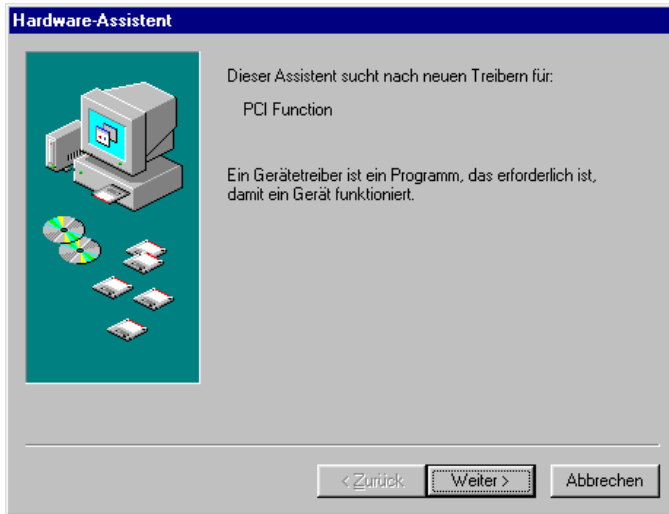 Hardware-Assistent
Dieser Assistent sucht nach neuen Treibern für:
PCI Function
Ein Gerätetreiber ist ein Programm, das erforderlich ist,
damit ein Gerät funktioniert.
< Zurück
Weiter >
Abbrechen